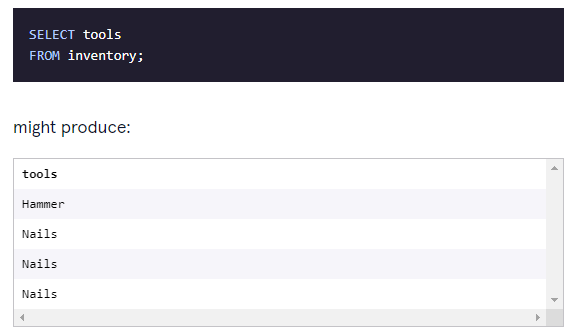 SELECT tools
FROM inventory;
might produce:
tools
Hammer
Nails
Nails
Nails